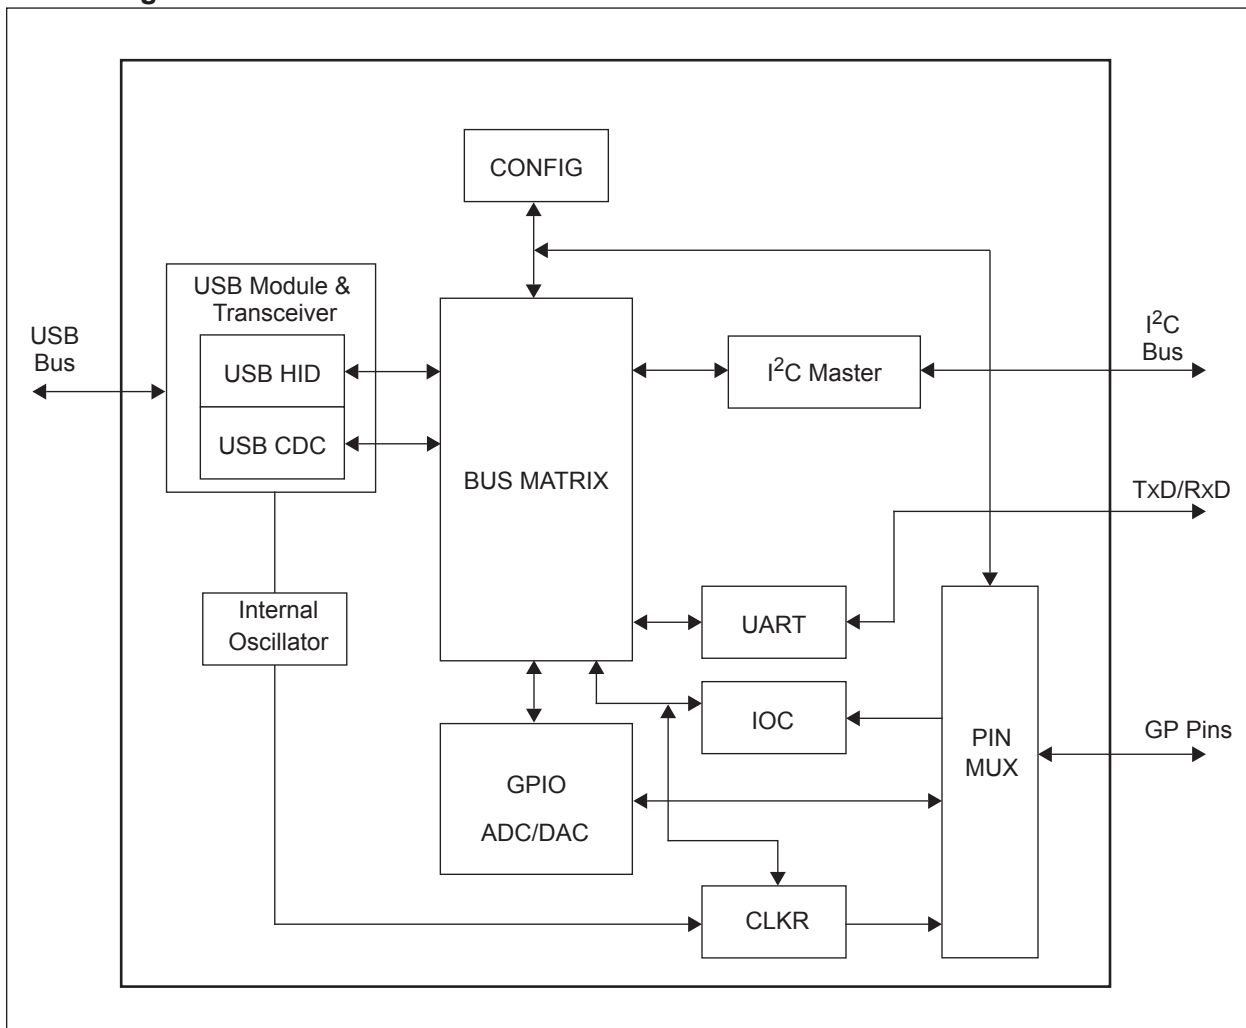 CONFIG
USB Module &
Transceiver
USB
Bus
USB HID
USB CDC
BUS MATRIX
I²C Master
I²C
Bus
TxD/RxD
Internal
Oscillator
UART
IOC
PIN
MUX
GP Pins
GPIO
ADC/DAC
CLKR